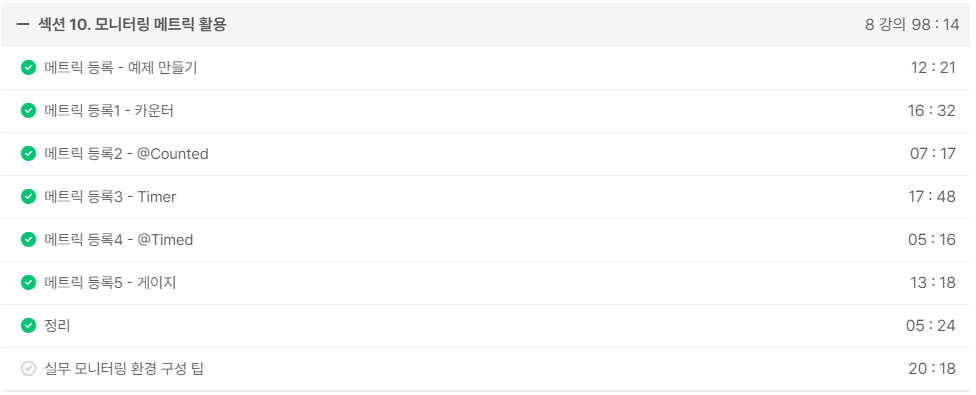 섹션 10. 모니터링 메트릭 활용 8 강의 98 : 14
메트릭 등록 - 예제 만들기 12 : 21
메트릭 등록1 - 카운터 16 : 32
메트릭 등록2 - @Counted 07 : 17
메트릭 등록3 - Timer 17 : 48
메트릭 등록4 - @Timed 05 : 16
메트릭 등록5 - 게이지 13 : 18
정리 05 : 24
실무 모니터링 환경 구성 팁 20 : 18